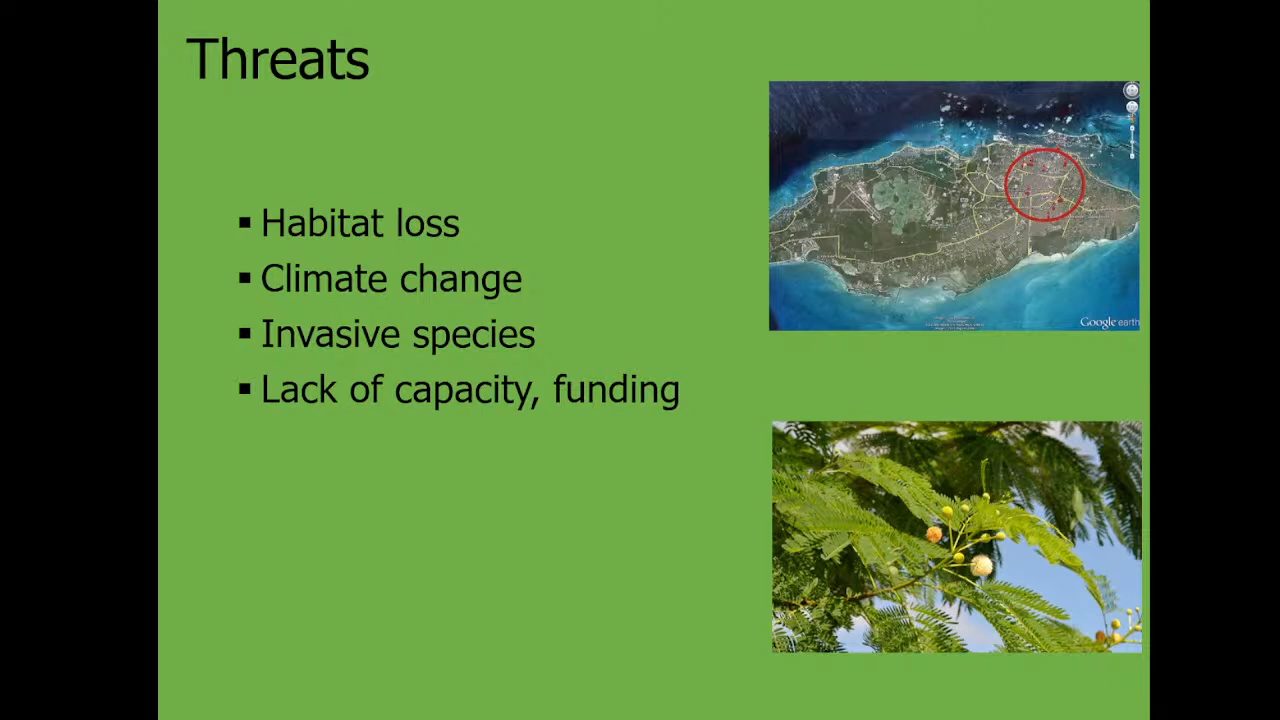 Threats
▪ Habitat loss
▪ Climate change
▪ Invasive species
▪ Lack of capacity, funding
Google earth